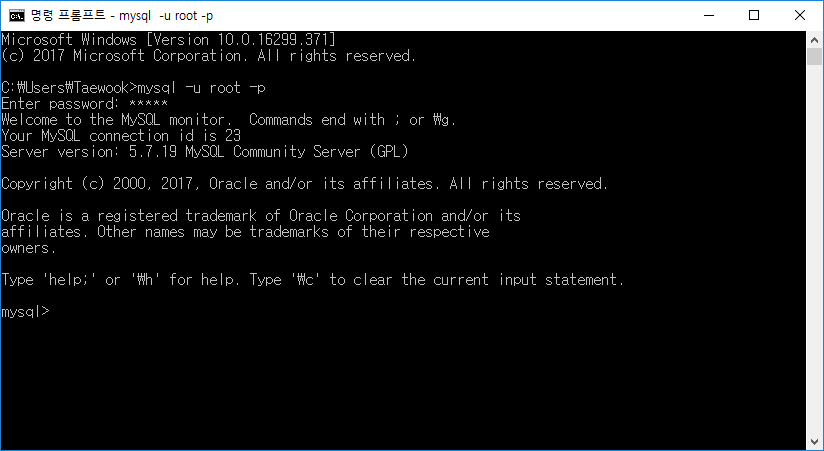 명령 프롬프트 - mysql  -u root -p
Microsoft Windows [Version 10.0.16299.371]
(c) 2017 Microsoft Corporation. All rights reserved.
C:₩Users₩Taewook>mysql -u root -p
Enter password: *****
Welcome to the MySQL monitor.  Commands end with ; or ₩g.
Your MySQL connection id is 23
Server version: 5.7.19 MySQL Community Server (GPL)
Copyright (c) 2000, 2017, Oracle and/or its affiliates. All rights reserved.
Oracle is a registered trademark of Oracle Corporation and/or its
affiliates. Other names may be trademarks of their respective
owners.
Type 'help;' or '₩h' for help. Type '₩c' to clear the current input statement.
mysql>